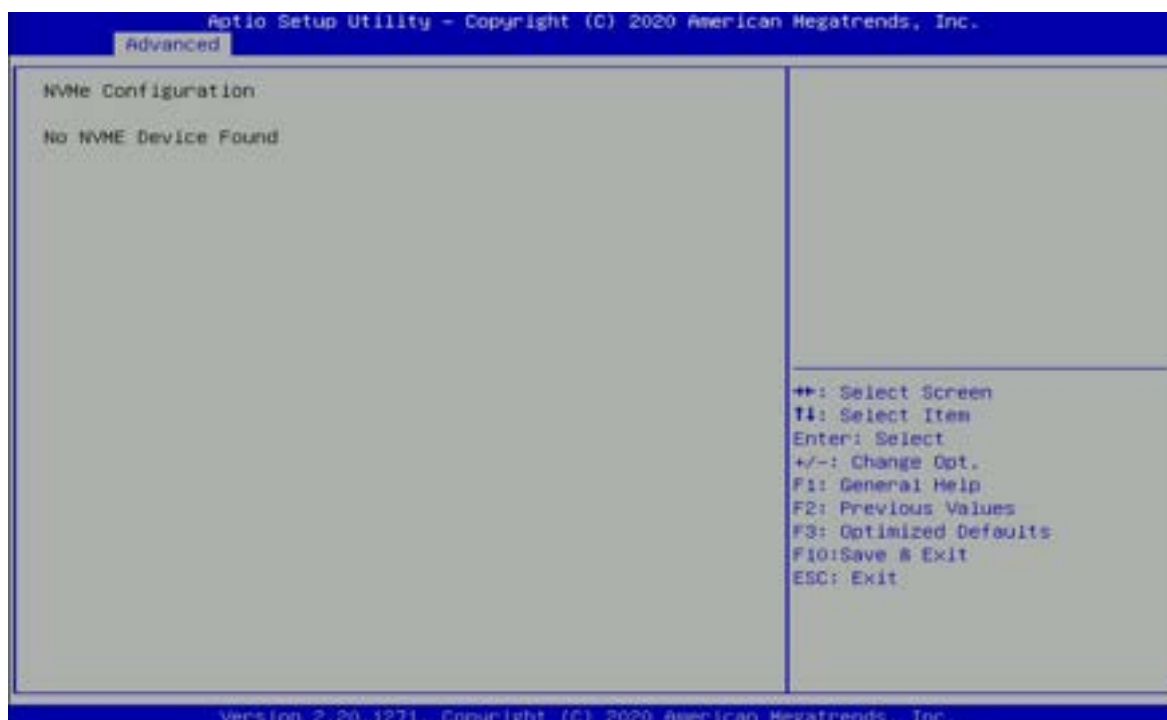 Aptio Setup Utility – Copyright (C) 2020 American Megatrends, Inc.
Advanced
NVMe Configuration
No NVME Device Found
→←: Select Screen
↑↓: Select Item
Enter: Select
+/-: Change Opt.
F1: General Help
F2: Previous Values
F3: Optimized Defaults
F10:Save & Exit
ESC: Exit
Version 2.20.1271. Copyright (C) 2020 American Megatrends, Inc.